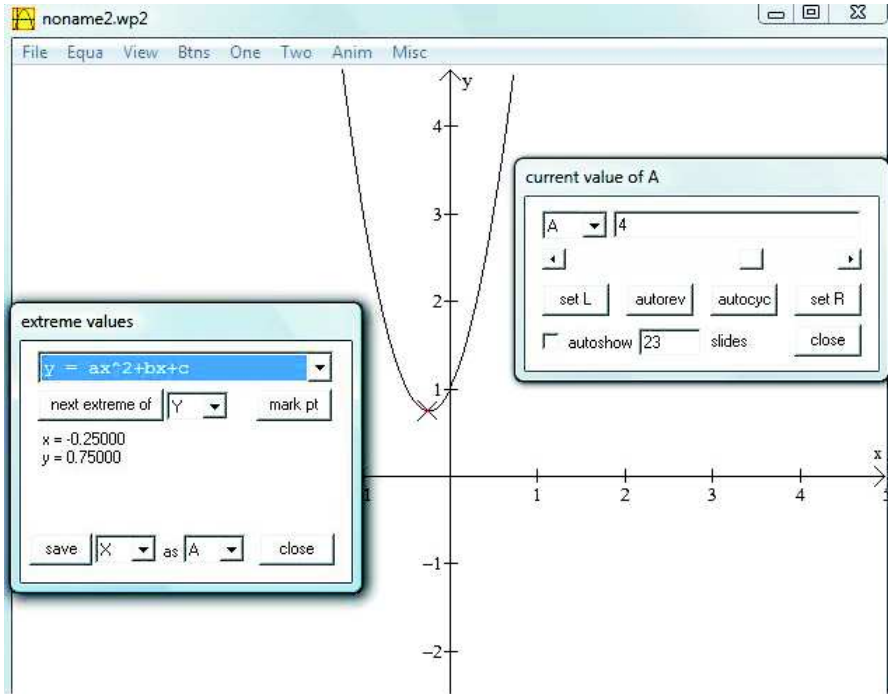 noname2.wp2
File Equa View Btns One Two Anim Misc
y
4
3
2
1
x
1
1 2 3 4 5
−1
−2
current value of A
A 4
set L autorev autocyc set R
autoshow 23 slides close
extreme values
y = ax^2+bx+c
next extreme of Y mark pt
x = -0.25000
y = 0.75000
save X as A close